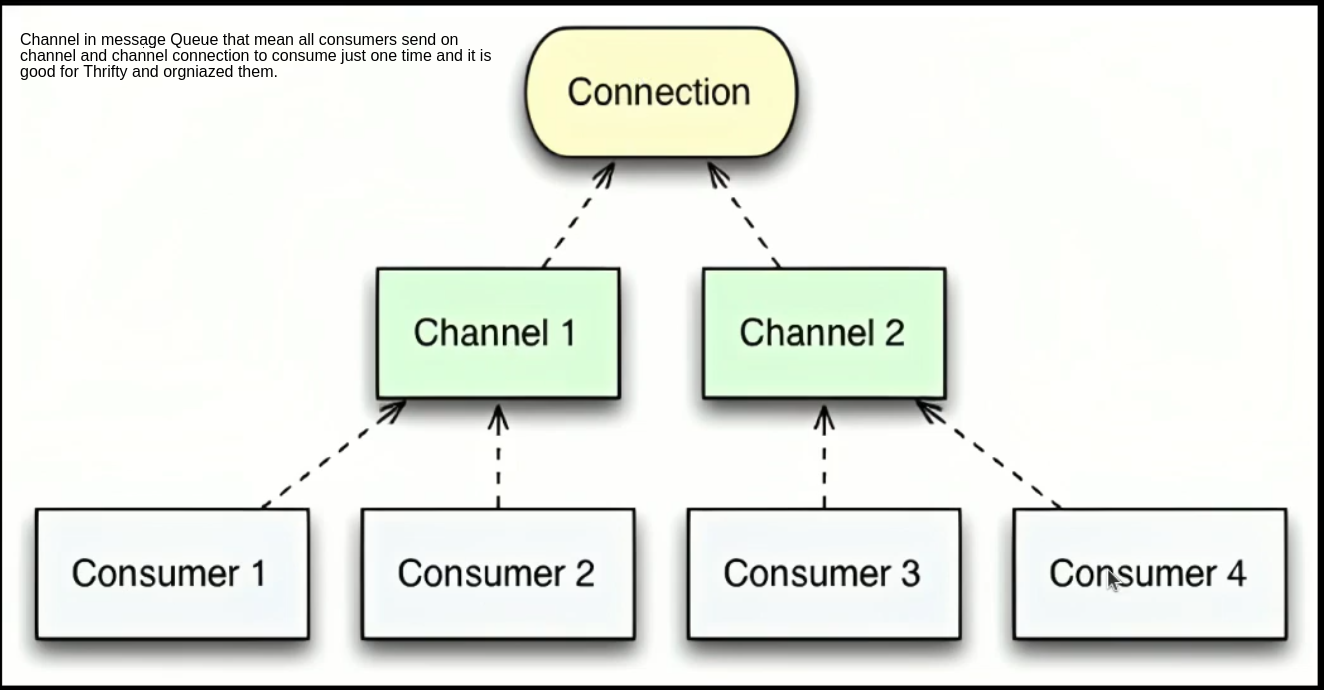 Channel in message Queue that mean all consumers send on
channel and channel connection to consume just one time and it is
good for Thrifty and orgniazed them.
Connection
Channel 1
Channel 2
Consumer 1
Consumer 2
Consumer 3
Consumer 4